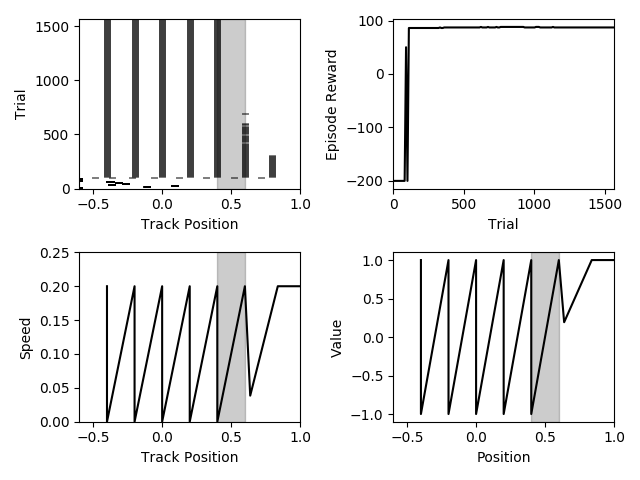 1500
1000
500
0
Trial
−0.5 0.0 0.5 1.0
Track Position
100
0
−100
−200
Episode Reward
0 500 1000 1500
Trial
0.25
0.20
0.15
0.10
0.05
0.00
Speed
−0.5 0.0 0.5 1.0
Track Position
1.0
0.5
0.0
−0.5
−1.0
Value
−0.5 0.0 0.5 1.0
Position